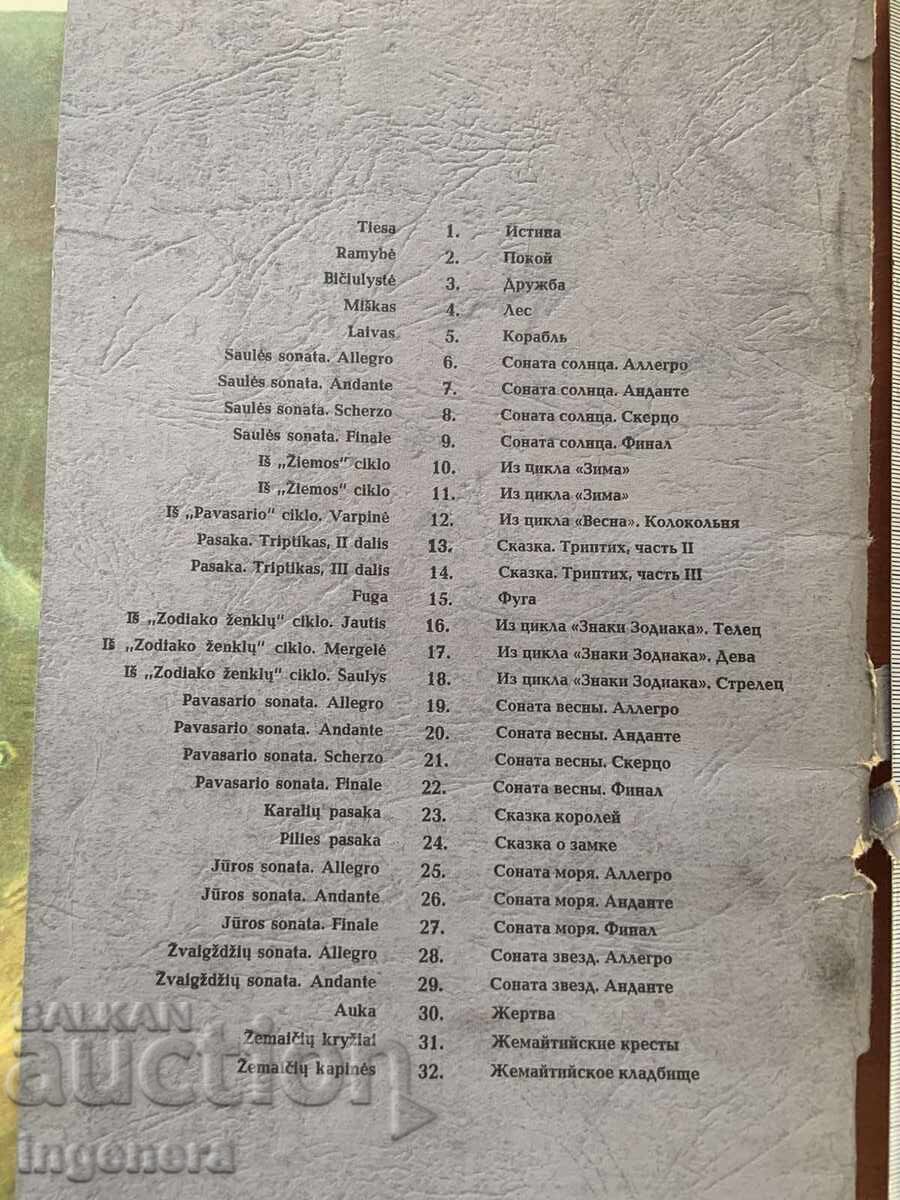 Tiesa 1. Истина
Ramybė 2. Покой
Bičiulystė 3. Дружба
Miškas 4. Лес
Laivas 5. Корабль
Saulės sonata. Allegro 6. Соната солнца. Аллегро
Saulės sonata. Andante 7. Соната солнца. Анданте
Saulės sonata. Scherzo 8. Соната солнца. Скерцо
Saulės sonata. Finale 9. Соната солнца. Финал
Iš „Žiemos“ ciklo 10. Из цикла «Зима»
Iš „Žiemos“ ciklo 11. Из цикла «Зима»
Iš „Pavasario“ ciklo. Varpinė 12. Из цикла «Весна». Колокольня
Pasaka. Triptikas, II dalis 13. Сказка. Триптих, часть II
Pasaka. Triptikas, III dalis 14. Сказка. Триптих, часть III
Fuga 15. Фуга
Iš „Zodiako ženklų“ ciklo. Jautis 16. Из цикла «Знаки Зодиака». Телец
Iš „Zodiako ženklų“ ciklo. Mergelė 17. Из цикла «Знаки Зодиака». Дева
Iš „Zodiako ženklų“ ciklo. Šaulys 18. Из цикла «Знаки Зодиака». Стрелец
Pavasario sonata. Allegro 19. Соната весны. Аллегро
Pavasario sonata. Andante 20. Соната весны. Анданте
Pavasario sonata. Scherzo 21. Соната весны. Скерцо
Pavasario sonata. Finale 22. Соната весны. Финал
Karalių pasaka 23. Сказка королей
Pilies pasaka 24. Сказка о замке
Jūros sonata. Allegro 25. Соната моря. Аллегро
Jūros sonata. Andante 26. Соната моря. Анданте
Jūros sonata. Finale 27. Соната моря. Финал
Žvaigždžių sonata. Allegro 28. Соната звезд. Аллегро
Žvaigždžių sonata. Andante 29. Соната звезд. Анданте
Auka 30. Жертва
Žemaičių kryžiai 31. Жемайтийские кресты
Žemaičių kapinės 32. Жемайтийское кладбище
BALKAN
auction
ingenera